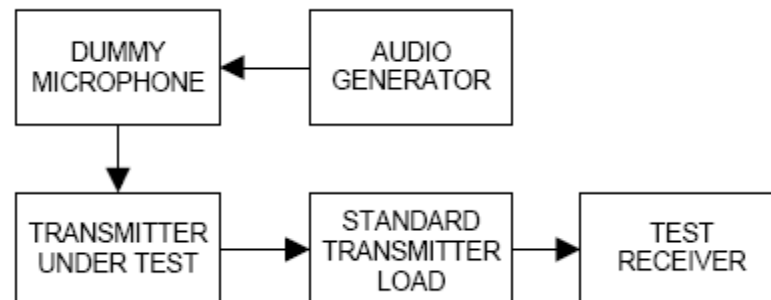 DUMMY
MICROPHONE
AUDIO
GENERATOR
TRANSMITTER
UNDER TEST
STANDARD
TRANSMITTER
LOAD
TEST
RECEIVER